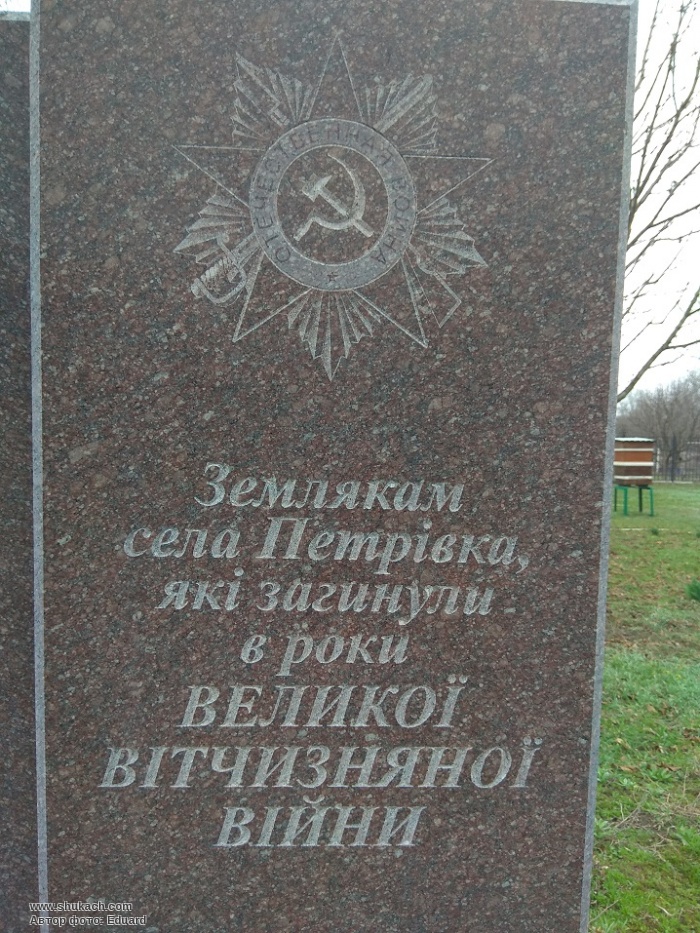 ОТЕЧЕСТВЕННАЯ ВОЙНА
Землякам
села Петрівка,
які загинули
в роки
ВЕЛИКОЇ
ВІТЧИЗНЯНОЇ
ВІЙНИ
www.shukach.com
Автор фото: Eduard